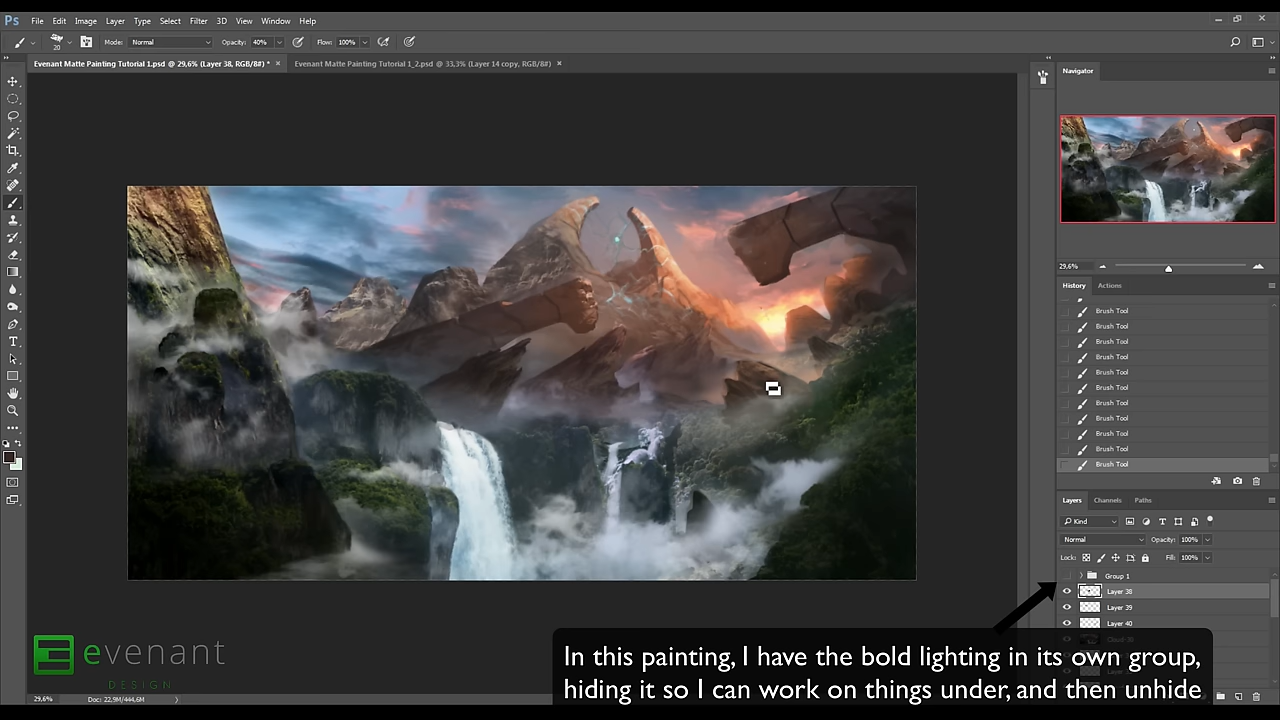 Ps File Edit Image Layer Type Select Filter 3D View Window Help
20 Mode: Normal Opacity: 40% Flow: 100%
Evenant Matte Painting Tutorial 1.psd @ 29,6% (Layer 38, RGB/8#) * × Evenant Matte Painting Tutorial 1_2.psd @ 33,3% (Layer 14 copy, RGB/8#) ×
Navigator
29,6%
History Actions
Brush Tool
Brush Tool
Brush Tool
Brush Tool
Brush Tool
Brush Tool
Brush Tool
Brush Tool
Brush Tool
Brush Tool
Brush Tool
Layers Channels Paths
Kind
Normal Opacity: 100%
Lock: Fill: 100%
Group 1
Layer 38
Layer 39
Layer 40
evenant
DESIGN
In this painting, I have the bold lighting in its own group,
hiding it so I can work on things under, and then unhide
29,6% Doc: 22,9M/444,6M